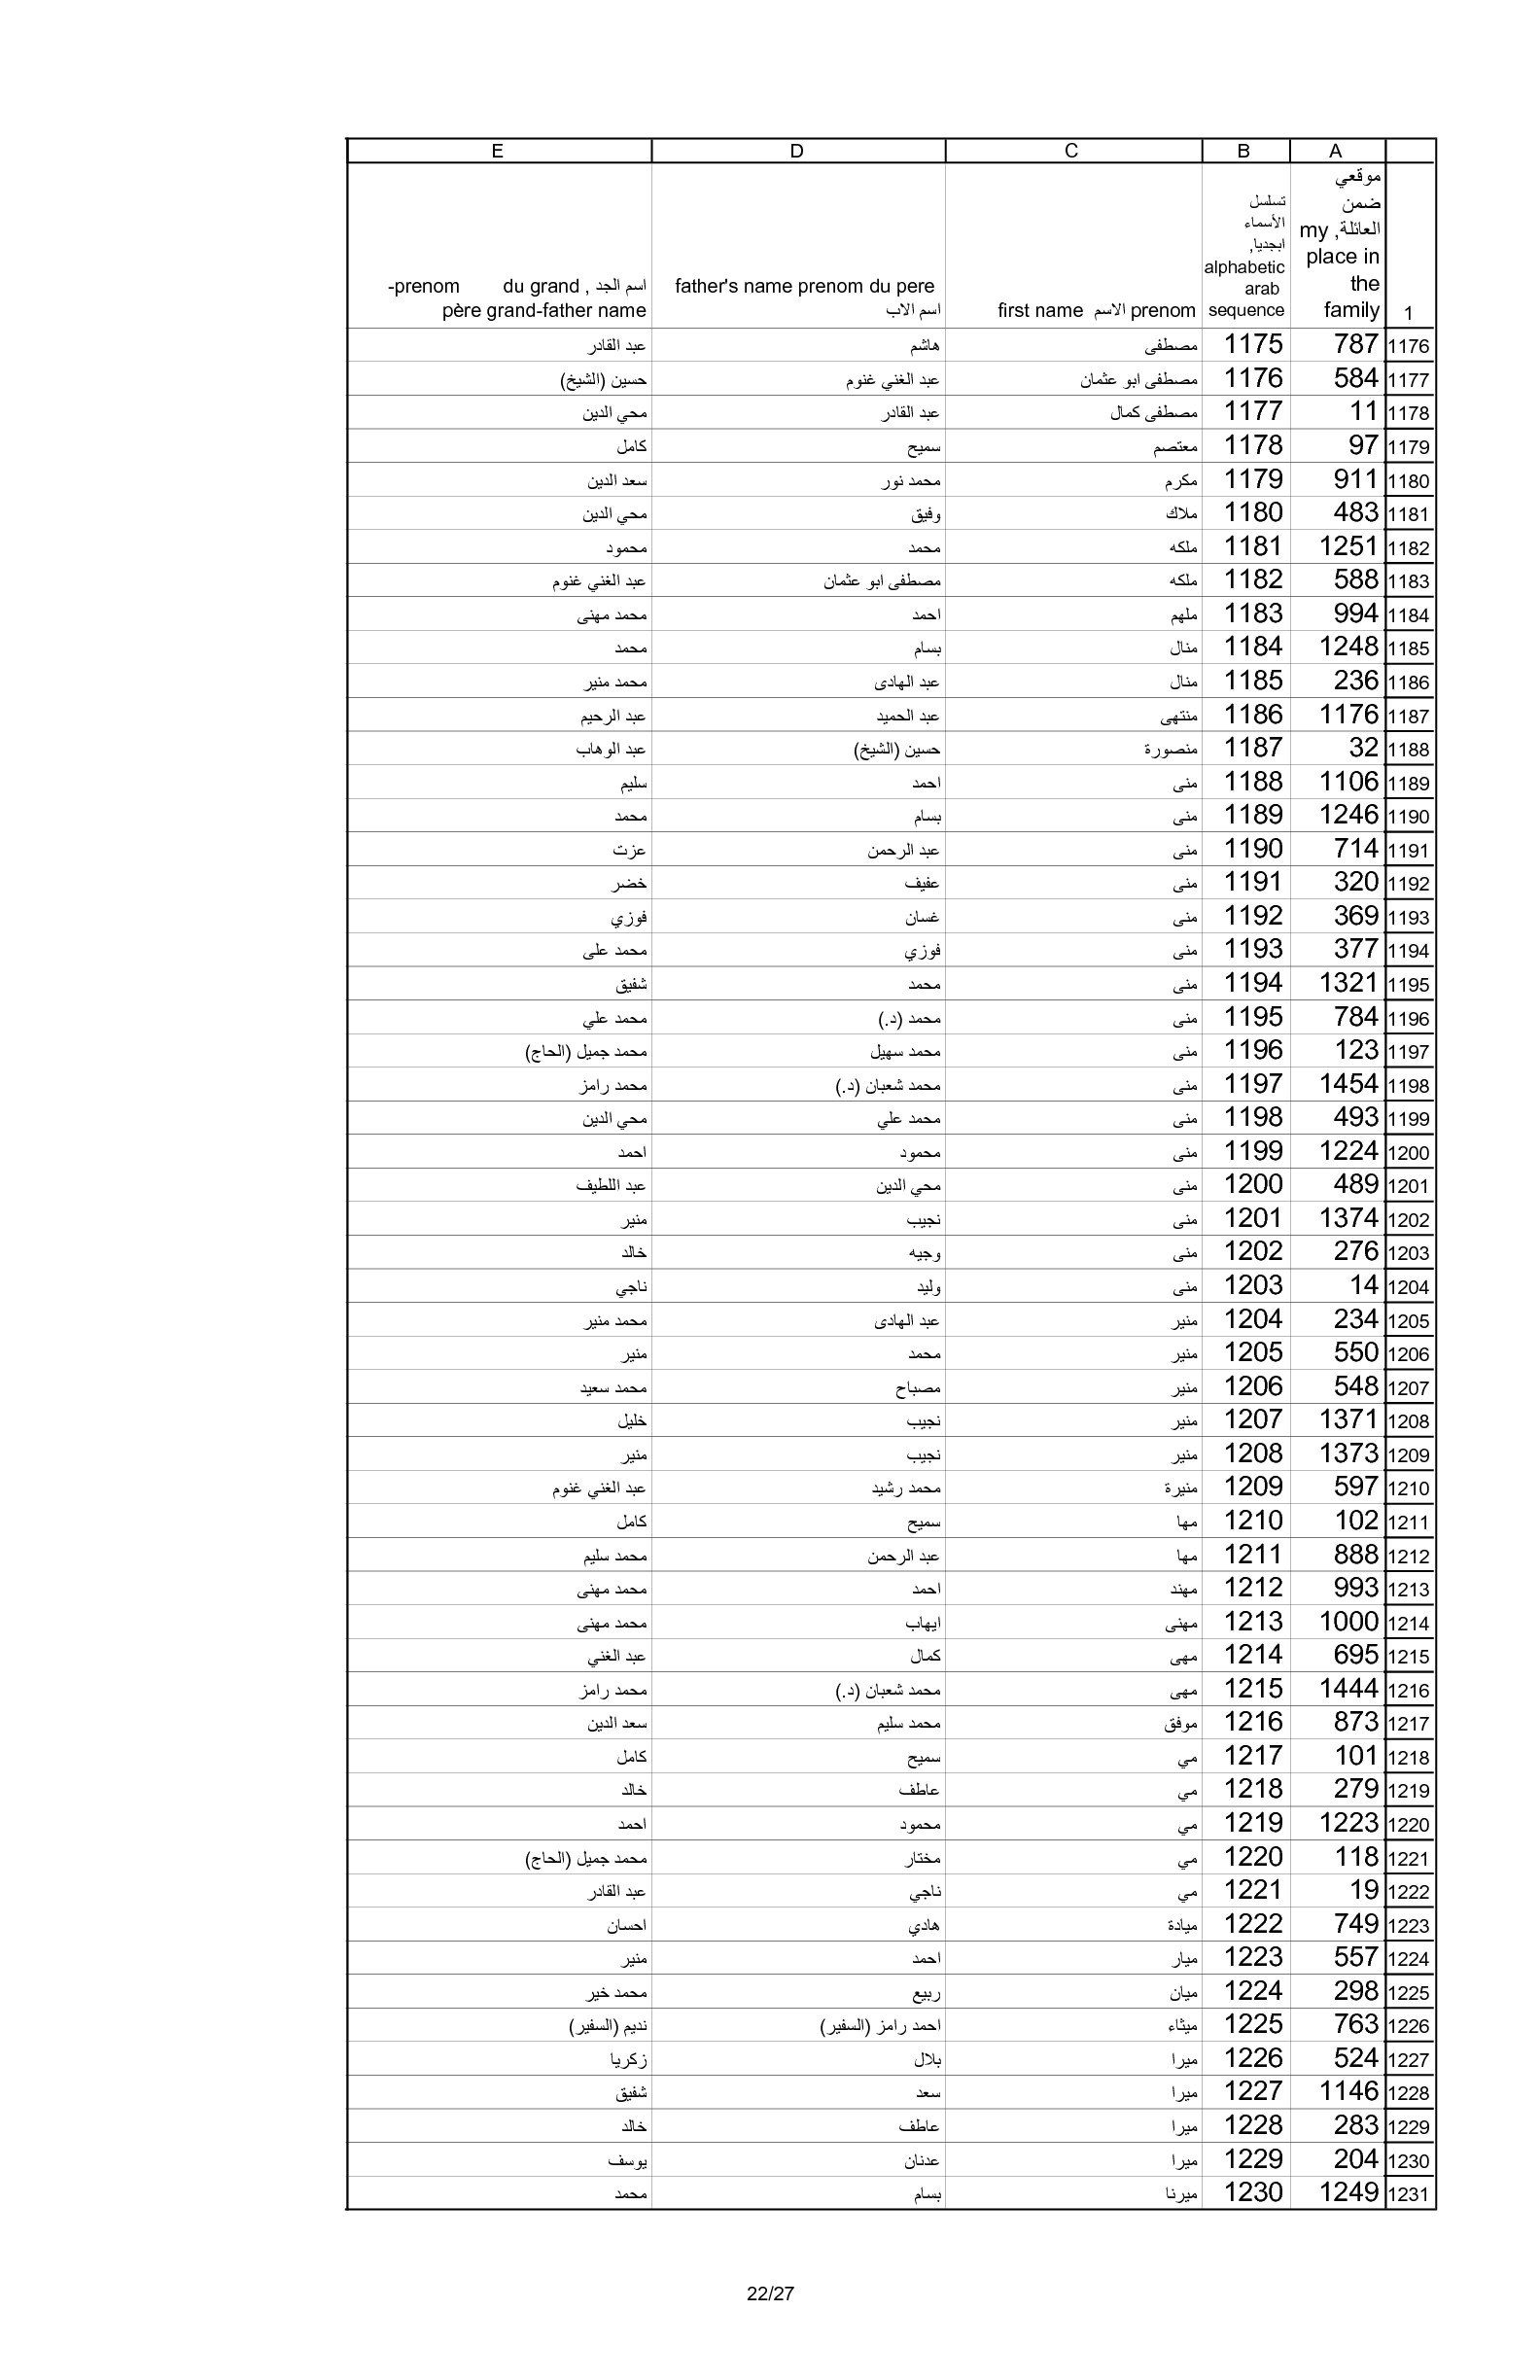 A B C D E
1 موقعي ضمن العائلة, my place in the family تسلسل الأسماء ابجديا, alphabetic arab sequence first name الاسم prenom father's name prenom du pere اسم الاب اسم الجد , prenom- du grand père grand-father name
1176 787 1175 مصطفى هاشم عبد القادر
1177 584 1176 مصطفى ابو عثمان عبد الغني غنوم حسين (الشيخ)
1178 11 1177 مصطفى كمال عبد القادر محي الدين
1179 97 1178 معتصم سميح كامل
1180 911 1179 مكرم محمد نور سعد الدين
1181 483 1180 ملاك وفيق محي الدين
1182 1251 1181 ملكه محمد محمود
1183 588 1182 ملكه مصطفى ابو عثمان عبد الغني غنوم
1184 994 1183 ملهم احمد محمد مهنى
1185 1248 1184 منال بسام محمد
1186 236 1185 منال عبد الهادى محمد منير
1187 1176 1186 منتهى عبد الحميد عبد الرحيم
1188 32 1187 منصورة حسين (الشيخ) عبد الوهاب
1189 1106 1188 منى احمد سليم
1190 1246 1189 منى بسام محمد
1191 714 1190 منى عبد الرحمن عزت
1192 320 1191 منى عفيف خضر
1193 369 1192 منى غسان فوزي
1194 377 1193 منى فوزي محمد على
1195 1321 1194 منى محمد شفيق
1196 784 1195 منى محمد (د.) محمد علي
1197 123 1196 منى محمد سهيل محمد جميل (الحاج)
1198 1454 1197 منى محمد شعبان (د.) محمد رامز
1199 493 1198 منى محمد علي محي الدين
1200 1224 1199 منى محمود احمد
1201 489 1200 منى محي الدين عبد اللطيف
1202 1374 1201 منى نجيب منير
1203 276 1202 منى وجيه خالد
1204 14 1203 منى وليد ناجي
1205 234 1204 منير عبد الهادى محمد منير
1206 550 1205 منير محمد منير
1207 548 1206 منير مصباح محمد سعيد
1208 1371 1207 منير نجيب خليل
1209 1373 1208 منير نجيب منير
1210 597 1209 منيرة محمد رشيد عبد الغني غنوم
1211 102 1210 مها سميح كامل
1212 888 1211 مها عبد الرحمن محمد سليم
1213 993 1212 مهند احمد محمد مهنى
1214 1000 1213 مهنى ايهاب محمد مهنى
1215 695 1214 مهى كمال عبد الغني
1216 1444 1215 مهى محمد شعبان (د.) محمد رامز
1217 873 1216 موفق محمد سليم سعد الدين
1218 101 1217 مي سميح كامل
1219 279 1218 مي عاطف خالد
1220 1223 1219 مي محمود احمد
1221 118 1220 مي مختار محمد جميل (الحاج)
1222 19 1221 مي ناجي عبد القادر
1223 749 1222 ميادة هادي احسان
1224 557 1223 ميار احمد منير
1225 298 1224 ميان ربيع محمد خير
1226 763 1225 ميثاء احمد رامز (السفير) نديم (السفير)
1227 524 1226 ميرا بلال زكريا
1228 1146 1227 ميرا سعد شفيق
1229 283 1228 ميرا عاطف خالد
1230 204 1229 ميرا عدنان يوسف
1231 1249 1230 ميرنا بسام محمد
22/27